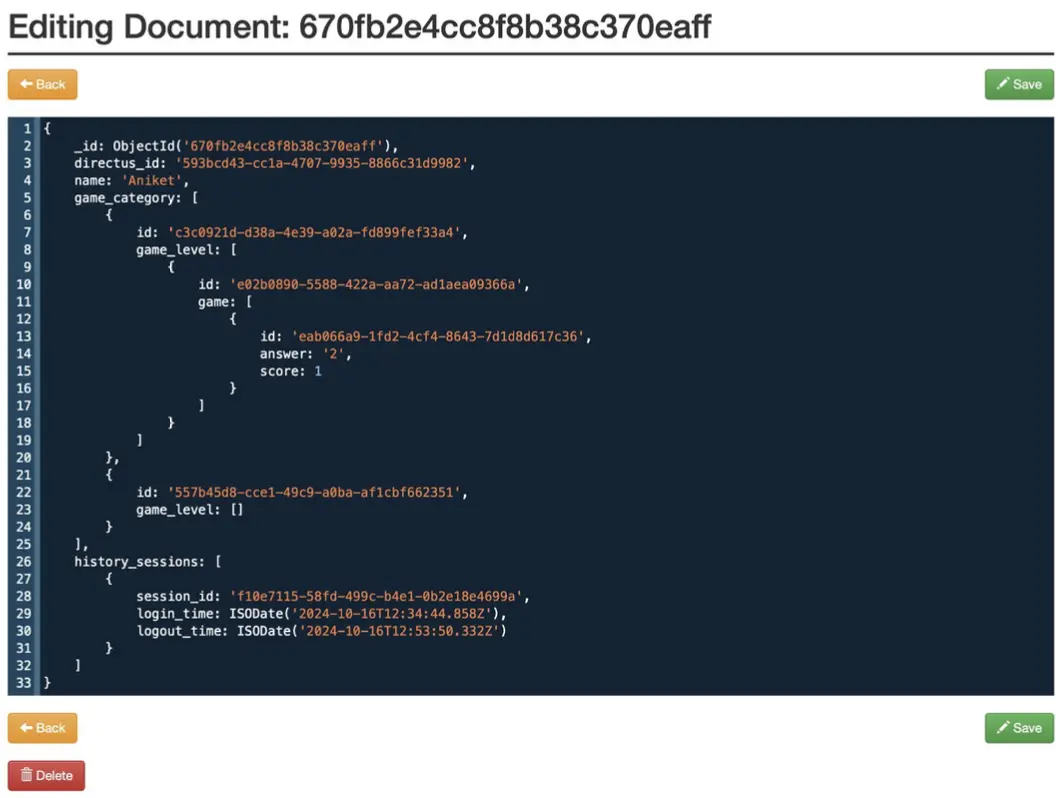 Editing Document: 670fb2e4cc8f8b38c370eaff
Back
Save
1 {
2     _id: ObjectId('670fb2e4cc8f8b38c370eaff'),
3     directus_id: '593bcd43-cc1a-4707-9935-8866c31d9982',
4     name: 'Aniket',
5     game_category: [
6         {
7             id: 'c3c0921d-d38a-4e39-a02a-fd899fef33a4',
8             game_level: [
9                 {
10                     id: 'e02b0890-5588-422a-aa72-ad1aea09366a',
11                     game: [
12                         {
13                             id: 'eab066a9-1fd2-4cf4-8643-7d1d8d617c36',
14                             answer: '2',
15                             score: 1
16                         }
17                     ]
18                 }
19             ]
20         },
21         {
22             id: '557b45d8-cce1-49c9-a0ba-af1cbf662351',
23             game_level: []
24         }
25     ],
26     history_sessions: [
27         {
28             session_id: 'f10e7115-58fd-499c-b4e1-0b2e18e4699a',
29             login_time: ISODate('2024-10-16T12:34:44.858Z'),
30             logout_time: ISODate('2024-10-16T12:53:50.332Z')
31         }
32     ]
33 }
Back
Save
Delete